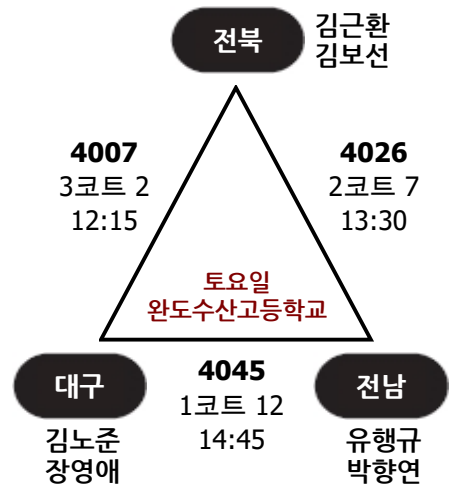 전북
김근환
김보선
4007
3코트 2
12:15
4026
2코트 7
13:30
토요일
완도수산고등학교
대구
김노준
장영애
4045
1코트 12
14:45
전남
유행규
박향연